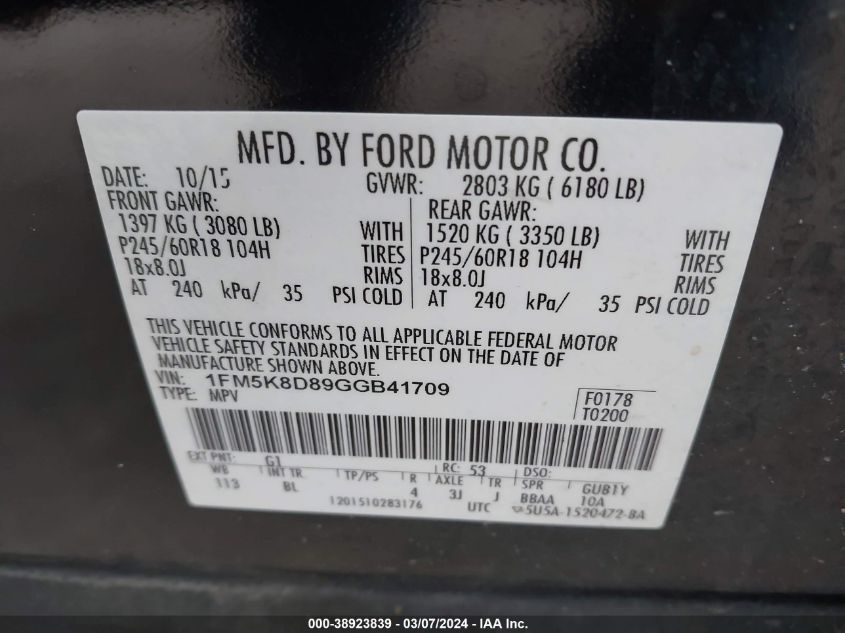 MFD. BY FORD MOTOR CO.
DATE: 10/15 GVWR: 2803 KG ( 6180 LB)
FRONT GAWR: REAR GAWR:
1397 KG ( 3080 LB) WITH 1520 KG ( 3350 LB) WITH
P245/60R18 104H TIRES P245/60R18 104H TIRES
18x8.0J RIMS 18x8.0J RIMS
AT 240 kPa/ 35 PSI COLD AT 240 kPa/ 35 PSI COLD
THIS VEHICLE CONFORMS TO ALL APPLICABLE FEDERAL MOTOR
VEHICLE SAFETY STANDARDS IN EFFECT ON THE DATE OF
MANUFACTURE SHOWN ABOVE.
VIN: 1FM5K8D89GGB41709 F0178
TYPE: MPV T0200
EXT PNT: G1 RC: 53 DSO:
WB INT TR TP/PS R AXLE TR SPR GUB1Y
113 BL 4 3J J BBAA 10A
1201510283176 UTC 5U5A-1520472-BA
000-38923839 - 03/07/2024 - IAA Inc.